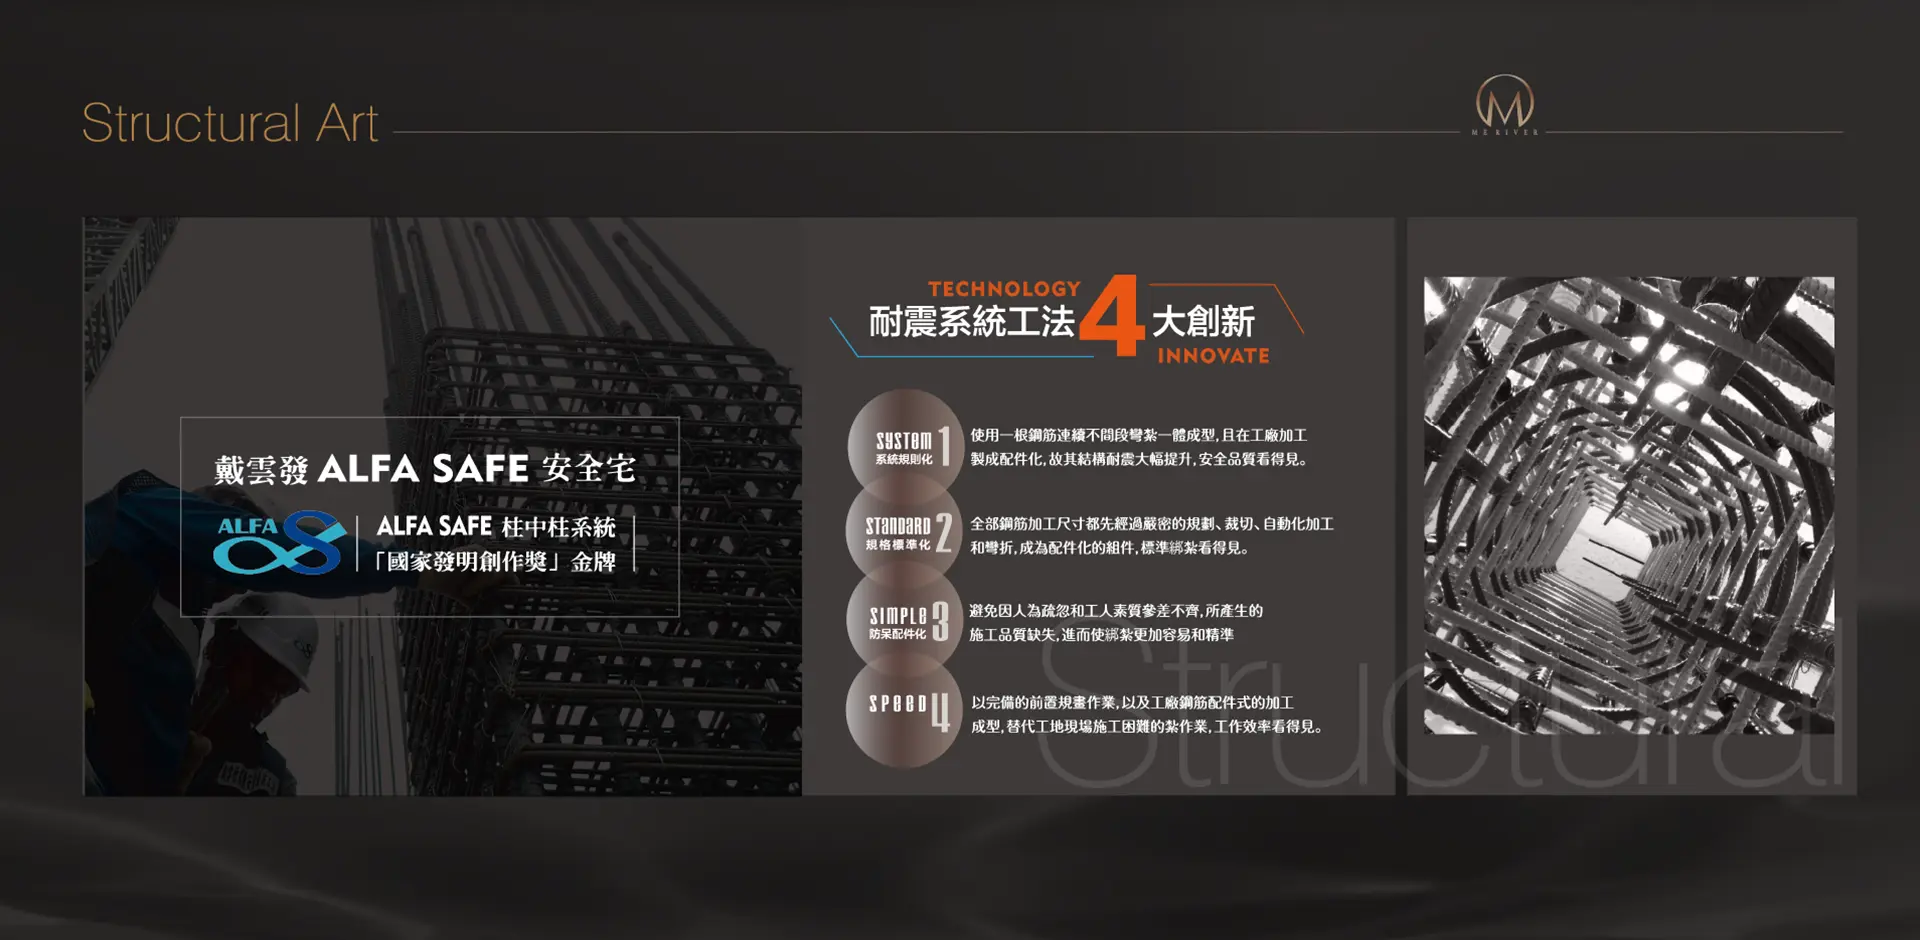 Structural Art
MERIVER
戴雲發 ALFA SAFE 安全宅
ALFA
ALFA SAFE 柱中柱系統
「國家發明創作獎」金牌
TECHNOLOGY
耐震系統工法4大創新
INNOVATE
SYSTEM 1
系統規則化
使用一根鋼筋連續不間段彎紮一體成型,且在工廠加工
製成配件化,故其結構耐震大幅提升,安全品質看得見。
STANDARD 2
規格標準化
全部鋼筋加工尺寸都先經過嚴密的規劃、裁切、自動化加工
和彎折,成為配件化的組件,標準綁紮看得見。
SIMPLE 3
防呆配件化
避免因人為疏忽和工人素質參差不齊,所產生的
施工品質缺失,進而使綁紮更加容易和精準
SPEED 4
以完備的前置規畫作業,以及工廠鋼筋配件式的加工
成型,替代工地現場施工困難的紮作業,工作效率看得見。
Structural